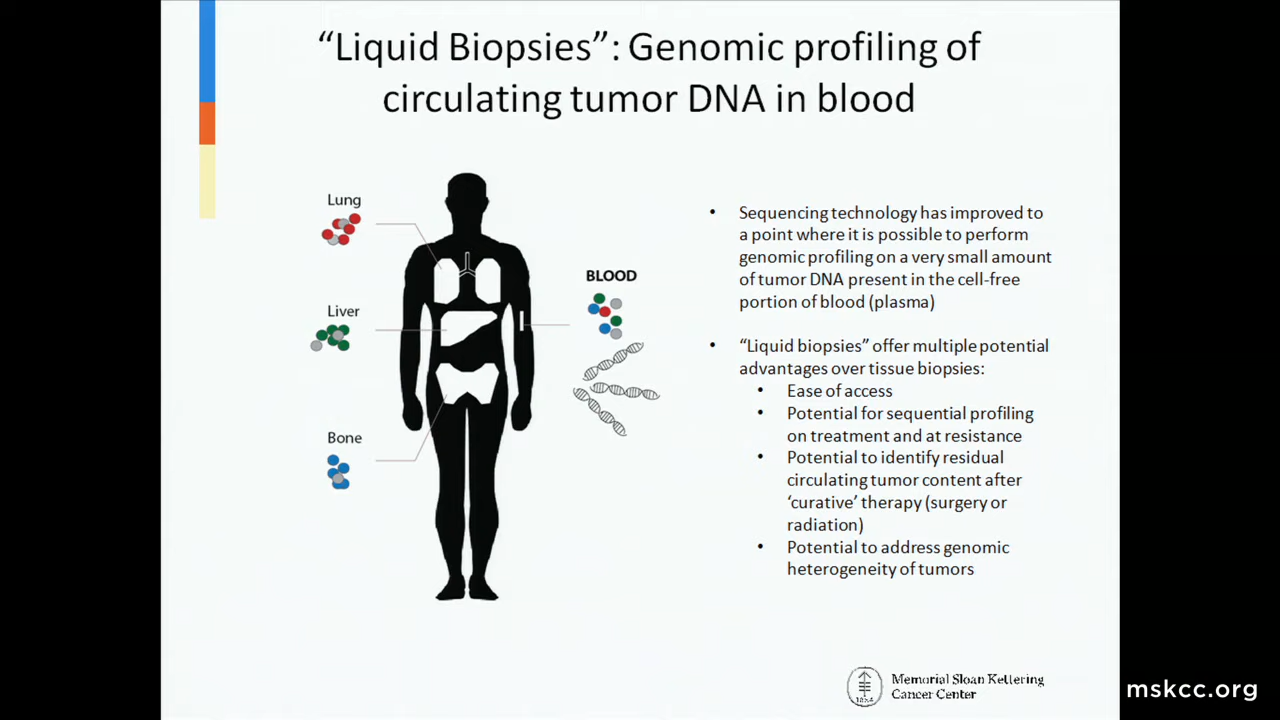 “Liquid Biopsies”: Genomic profiling of
circulating tumor DNA in blood
Lung
Liver
Bone
BLOOD
• Sequencing technology has improved to
a point where it is possible to perform
genomic profiling on a very small amount
of tumor DNA present in the cell-free
portion of blood (plasma)
• “Liquid biopsies” offer multiple potential
advantages over tissue biopsies:
• Ease of access
• Potential for sequential profiling
on treatment and at resistance
• Potential to identify residual
circulating tumor content after
‘curative’ therapy (surgery or
radiation)
• Potential to address genomic
heterogeneity of tumors
Memorial Sloan Kettering
Cancer Center
mskcc.org